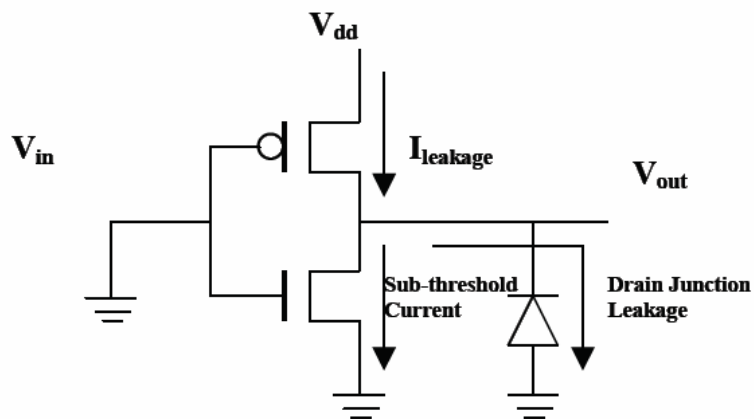 Vdd
Vin
Ileakage
Vout
Sub-threshold
Current
Drain Junction
Leakage